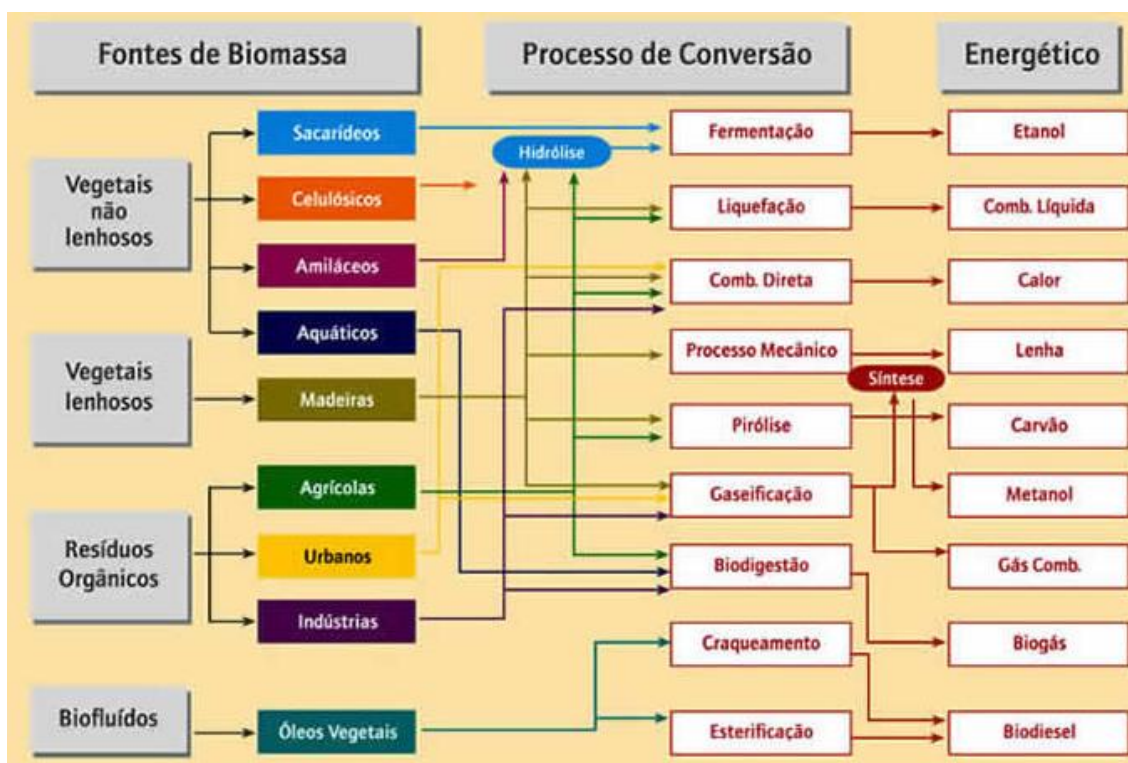 Fontes de Biomassa
Processo de Conversão
Energético
Vegetais
não
lenhosos
Vegetais
lenhosos
Resíduos
Orgânicos
Biofluídos
Sacarídeos
Celulósicos
Amiláceos
Aquáticos
Madeiras
Agrícolas
Urbanos
Indústrias
Óleos Vegetais
Hidrólise
Fermentação
Liquefação
Comb. Direta
Processo Mecânico
Pirólise
Gaseificação
Biodigestão
Craqueamento
Esterificação
Síntese
Etanol
Comb. Líquida
Calor
Lenha
Carvão
Metanol
Gás Comb.
Biogás
Biodiesel